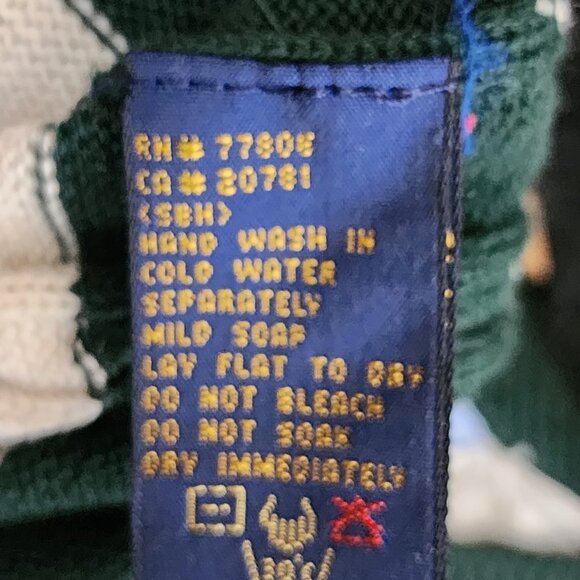 RN# 77806
CA# 20781
<SBH>
HAND WASH IN
COLD WATER
SEPARATELY
MILD SOAP
LAY FLAT TO DRY
DO NOT BLEACH
DO NOT SOAK
DRY IMMEDIATELY